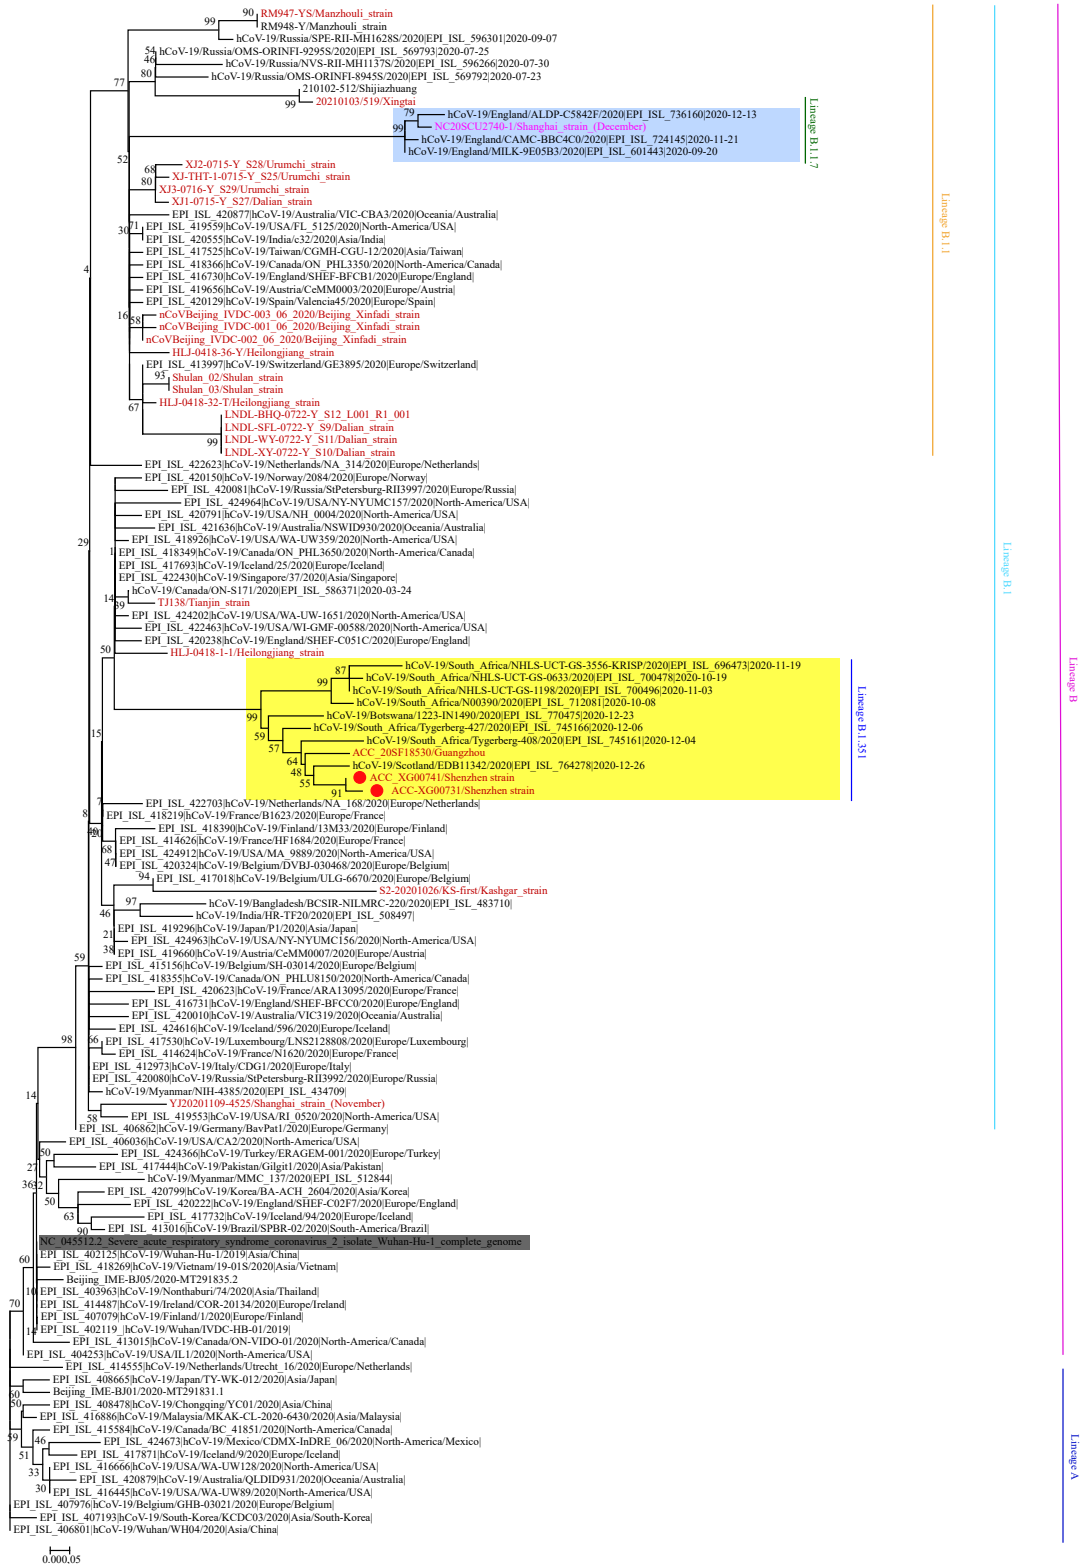 RM947-YS/Manzhouli_strain
RM948-Y/Manzhouli_strain
hCoV-19/Russia/SPE-RII-MH1628S/2020|EPI_ISL_596301|2020-09-07
hCoV-19/Russia/OMS-ORINFI-9295S/2020|EPI_ISL_569793|2020-07-25
hCoV-19/Russia/NVS-RII-MH1137S/2020|EPI_ISL_596266|2020-07-30
hCoV-19/Russia/OMS-ORINFI-8945S/2020|EPI_ISL_569792|2020-07-23
210102-512/Shijiazhuang
20210103/519/Xingtai
hCoV-19/England/ALDP-C5842F/2020|EPI_ISL_736160|2020-12-13
NC20SCU2740-1/Shanghai_strain_(December)
hCoV-19/England/CAMC-BBC4C0/2020|EPI_ISL_724145|2020-11-21
hCoV-19/England/MILK-9E05B3/2020|EPI_ISL_601443|2020-09-20
XJ2-0715-Y_S28/Urumchi_strain
XJ-THT-1-0715-Y_S25/Urumchi_strain
XJ3-0716-Y_S29/Urumchi_strain
XJ1-0715-Y_S27/Dalian_strain
EPI_ISL_420877|hCoV-19/Australia/VIC-CBA3/2020|Oceania/Australia|
EPI_ISL_419559|hCoV-19/USA/FL_5125/2020|North-America/USA|
EPI_ISL_420555|hCoV-19/India/c32/2020|Asia/India|
EPI_ISL_417525|hCoV-19/Taiwan/CGMH-CGU-12/2020|Asia/Taiwan|
EPI_ISL_418366|hCoV-19/Canada/ON_PHL3350/2020|North-America/Canada|
EPI_ISL_416730|hCoV-19/England/SHEF-BFCB1/2020|Europe/England|
EPI_ISL_419656|hCoV-19/Austria/CeMM0003/2020|Europe/Austria|
EPI_ISL_420129|hCoV-19/Spain/Valencia45/2020|Europe/Spain|
nCoVBeijing_IVDC-003_06_2020/Beijing_Xinfadi_strain
nCoVBeijing_IVDC-001_06_2020/Beijing_Xinfadi_strain
nCoVBeijing_IVDC-002_06_2020/Beijing_Xinfadi_strain
HLJ-0418-36-Y/Heilongjiang_strain
EPI_ISL_413997|hCoV-19/Switzerland/GE3895/2020|Europe/Switzerland|
Shulan_02/Shulan_strain
Shulan_03/Shulan_strain
HLJ-0418-32-T/Heilongjiang_strain
LNDL-BHQ-0722-Y_S12_L001_R1_001
LNDL-SFL-0722-Y_S9/Dalian_strain
LNDL-WY-0722-Y_S11/Dalian_strain
LNDL-XY-0722-Y_S10/Dalian_strain
EPI_ISL_422623|hCoV-19/Netherlands/NA_314/2020|Europe/Netherlands|
EPI_ISL_420150|hCoV-19/Norway/2084/2020|Europe/Norway|
EPI_ISL_420081|hCoV-19/Russia/StPetersburg-RII3997/2020|Europe/Russia|
EPI_ISL_424964|hCoV-19/USA/NY-NYUMC157/2020|North-America/USA|
EPI_ISL_420791|hCoV-19/USA/NH_0004/2020|North-America/USA|
EPI_ISL_421636|hCoV-19/Australia/NSWID930/2020|Oceania/Australia|
EPI_ISL_418926|hCoV-19/USA/WA-UW359/2020|North-America/USA|
EPI_ISL_418349|hCoV-19/Canada/ON_PHL3650/2020|North-America/Canada|
EPI_ISL_417693|hCoV-19/Iceland/25/2020|Europe/Iceland|
EPI_ISL_422430|hCoV-19/Singapore/37/2020|Asia/Singapore|
hCoV-19/Canada/ON-S171/2020|EPI_ISL_586371|2020-03-24
TJ138/Tianjin_strain
EPI_ISL_424202|hCoV-19/USA/WA-UW-1651/2020|North-America/USA|
EPI_ISL_422463|hCoV-19/USA/WI-GMF-00588/2020|North-America/USA|
EPI_ISL_420238|hCoV-19/England/SHEF-C051C/2020|Europe/England|
HLJ-0418-1-1/Heilongjiang_strain
hCoV-19/South_Africa/NHLS-UCT-GS-3556-KRISP/2020|EPI_ISL_696473|2020-11-19
hCoV-19/South_Africa/NHLS-UCT-GS-0633/2020|EPI_ISL_700478|2020-10-19
hCoV-19/South_Africa/NHLS-UCT-GS-1198/2020|EPI_ISL_700496|2020-11-03
hCoV-19/South_Africa/N00390/2020|EPI_ISL_712081|2020-10-08
hCoV-19/Botswana/1223-IN1490/2020|EPI_ISL_770475|2020-12-23
hCoV-19/South_Africa/Tygerberg-427/2020|EPI_ISL_745166|2020-12-06
hCoV-19/South_Africa/Tygerberg-408/2020|EPI_ISL_745161|2020-12-04
ACC_20SF18530/Guangzhou
hCoV-19/Scotland/EDB11342/2020|EPI_ISL_764278|2020-12-26
ACC_XG00741/Shenzhen strain
ACC-XG00731/Shenzhen strain
EPI_ISL_422703|hCoV-19/Netherlands/NA_168/2020|Europe/Netherlands|
EPI_ISL_418219|hCoV-19/France/B1623/2020|Europe/France|
EPI_ISL_418390|hCoV-19/Finland/13M33/2020|Europe/Finland|
EPI_ISL_414626|hCoV-19/France/HF1684/2020|Europe/France|
EPI_ISL_424912|hCoV-19/USA/MA_9889/2020|North-America/USA|
EPI_ISL_420324|hCoV-19/Belgium/DVBJ-030468/2020|Europe/Belgium|
EPI_ISL_417018|hCoV-19/Belgium/ULG-6670/2020|Europe/Belgium|
S2-20201026/KS-first/Kashgar_strain
hCoV-19/Bangladesh/BCSIR-NILMRC-220/2020|EPI_ISL_483710|
hCoV-19/India/HR-TF20/2020|EPI_ISL_508497|
EPI_ISL_419296|hCoV-19/Japan/P1/2020|Asia/Japan|
EPI_ISL_424963|hCoV-19/USA/NY-NYUMC156/2020|North-America/USA|
EPI_ISL_419660|hCoV-19/Austria/CeMM0007/2020|Europe/Austria|
EPI_ISL_415156|hCoV-19/Belgium/SH-03014/2020|Europe/Belgium|
EPI_ISL_418355|hCoV-19/Canada/ON_PHLU8150/2020|North-America/Canada|
EPI_ISL_420623|hCoV-19/France/ARA13095/2020|Europe/France|
EPI_ISL_416731|hCoV-19/England/SHEF-BFCC0/2020|Europe/England|
EPI_ISL_420010|hCoV-19/Australia/VIC319/2020|Oceania/Australia|
EPI_ISL_424616|hCoV-19/Iceland/596/2020|Europe/Iceland|
EPI_ISL_417530|hCoV-19/Luxembourg/LNS2128808/2020|Europe/Luxembourg|
EPI_ISL_414624|hCoV-19/France/N1620/2020|Europe/France|
EPI_ISL_412973|hCoV-19/Italy/CDG1/2020|Europe/Italy|
EPI_ISL_420080|hCoV-19/Russia/StPetersburg-RII3992/2020|Europe/Russia|
hCoV-19/Myanmar/NIH-4385/2020|EPI_ISL_434709|
YJ20201109-4525/Shanghai_strain_(November)
EPI_ISL_419553|hCoV-19/USA/RI_0520/2020|North-America/USA|
EPI_ISL_406862|hCoV-19/Germany/BavPat1/2020|Europe/Germany|
EPI_ISL_406036|hCoV-19/USA/CA2/2020|North-America/USA|
EPI_ISL_424366|hCoV-19/Turkey/ERAGEM-001/2020|Europe/Turkey|
EPI_ISL_417444|hCoV-19/Pakistan/Gilgit1/2020|Asia/Pakistan|
hCoV-19/Myanmar/MMC_137/2020|EPI_ISL_512844|
EPI_ISL_420799|hCoV-19/Korea/BA-ACH_2604/2020|Asia/Korea|
EPI_ISL_420222|hCoV-19/England/SHEF-C02F7/2020|Europe/England|
EPI_ISL_417732|hCoV-19/Iceland/94/2020|Europe/Iceland|
EPI_ISL_413016|hCoV-19/Brazil/SPBR-02/2020|South-America/Brazil|
NC_045512.2_Severe_acute_respiratory_syndrome_coronavirus_2_isolate_Wuhan-Hu-1_complete_genome
EPI_ISL_402125|hCoV-19/Wuhan-Hu-1/2019|Asia/China|
EPI_ISL_418269|hCoV-19/Vietnam/19-01S/2020|Asia/Vietnam|
Beijing_IME-BJ05/2020-MT291835.2
EPI_ISL_403963|hCoV-19/Nonthaburi/74/2020|Asia/Thailand|
EPI_ISL_414487|hCoV-19/Ireland/COR-20134/2020|Europe/Ireland|
EPI_ISL_407079|hCoV-19/Finland/1/2020|Europe/Finland|
EPI_ISL_402119_|hCoV-19/Wuhan/IVDC-HB-01/2019|
EPI_ISL_413015|hCoV-19/Canada/ON-VIDO-01/2020|North-America/Canada|
EPI_ISL_404253|hCoV-19/USA/IL1/2020|North-America/USA|
EPI_ISL_414555|hCoV-19/Netherlands/Utrecht_16/2020|Europe/Netherlands|
EPI_ISL_408665|hCoV-19/Japan/TY-WK-012/2020|Asia/Japan|
Beijing_IME-BJ01/2020-MT291831.1
EPI_ISL_408478|hCoV-19/Chongqing/YC01/2020|Asia/China|
EPI_ISL_416886|hCoV-19/Malaysia/MKAK-CL-2020-6430/2020|Asia/Malaysia|
EPI_ISL_415584|hCoV-19/Canada/BC_41851/2020|North-America/Canada|
EPI_ISL_424673|hCoV-19/Mexico/CDMX-InDRE_06/2020|North-America/Mexico|
EPI_ISL_417871|hCoV-19/Iceland/9/2020|Europe/Iceland|
EPI_ISL_416666|hCoV-19/USA/WA-UW128/2020|North-America/USA|
EPI_ISL_420879|hCoV-19/Australia/QLDID931/2020|Oceania/Australia|
EPI_ISL_416445|hCoV-19/USA/WA-UW89/2020|North-America/USA|
EPI_ISL_407976|hCoV-19/Belgium/GHB-03021/2020|Europe/Belgium|
EPI_ISL_407193|hCoV-19/South-Korea/KCDC03/2020|Asia/South-Korea|
EPI_ISL_406801|hCoV-19/Wuhan/WH04/2020|Asia/China|
90
99
54
46
80
77
99
79
99
52
68
80
71
30
4
16
58
93
67
99
29
1
14
39
50
87
99
99
59
57
64
48
55
91
15
7
8
68
47
94
97
46
21
38
59
66
98
58
14
50
27
36
32
50
63
90
60
10
70
14
60
50
59
46
51
33
30
0.00005
Lineage B.1.1.7
Lineage B.1.1
Lineage B.1
Lineage B.1.351
Lineage B
Lineage A